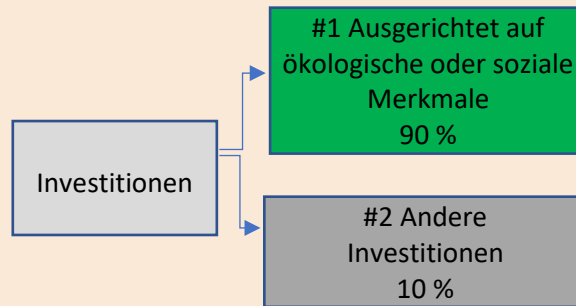 Investitionen
#1 Ausgerichtet auf
ökologische oder soziale
Merkmale
90 %
#2 Andere
Investitionen
10 %